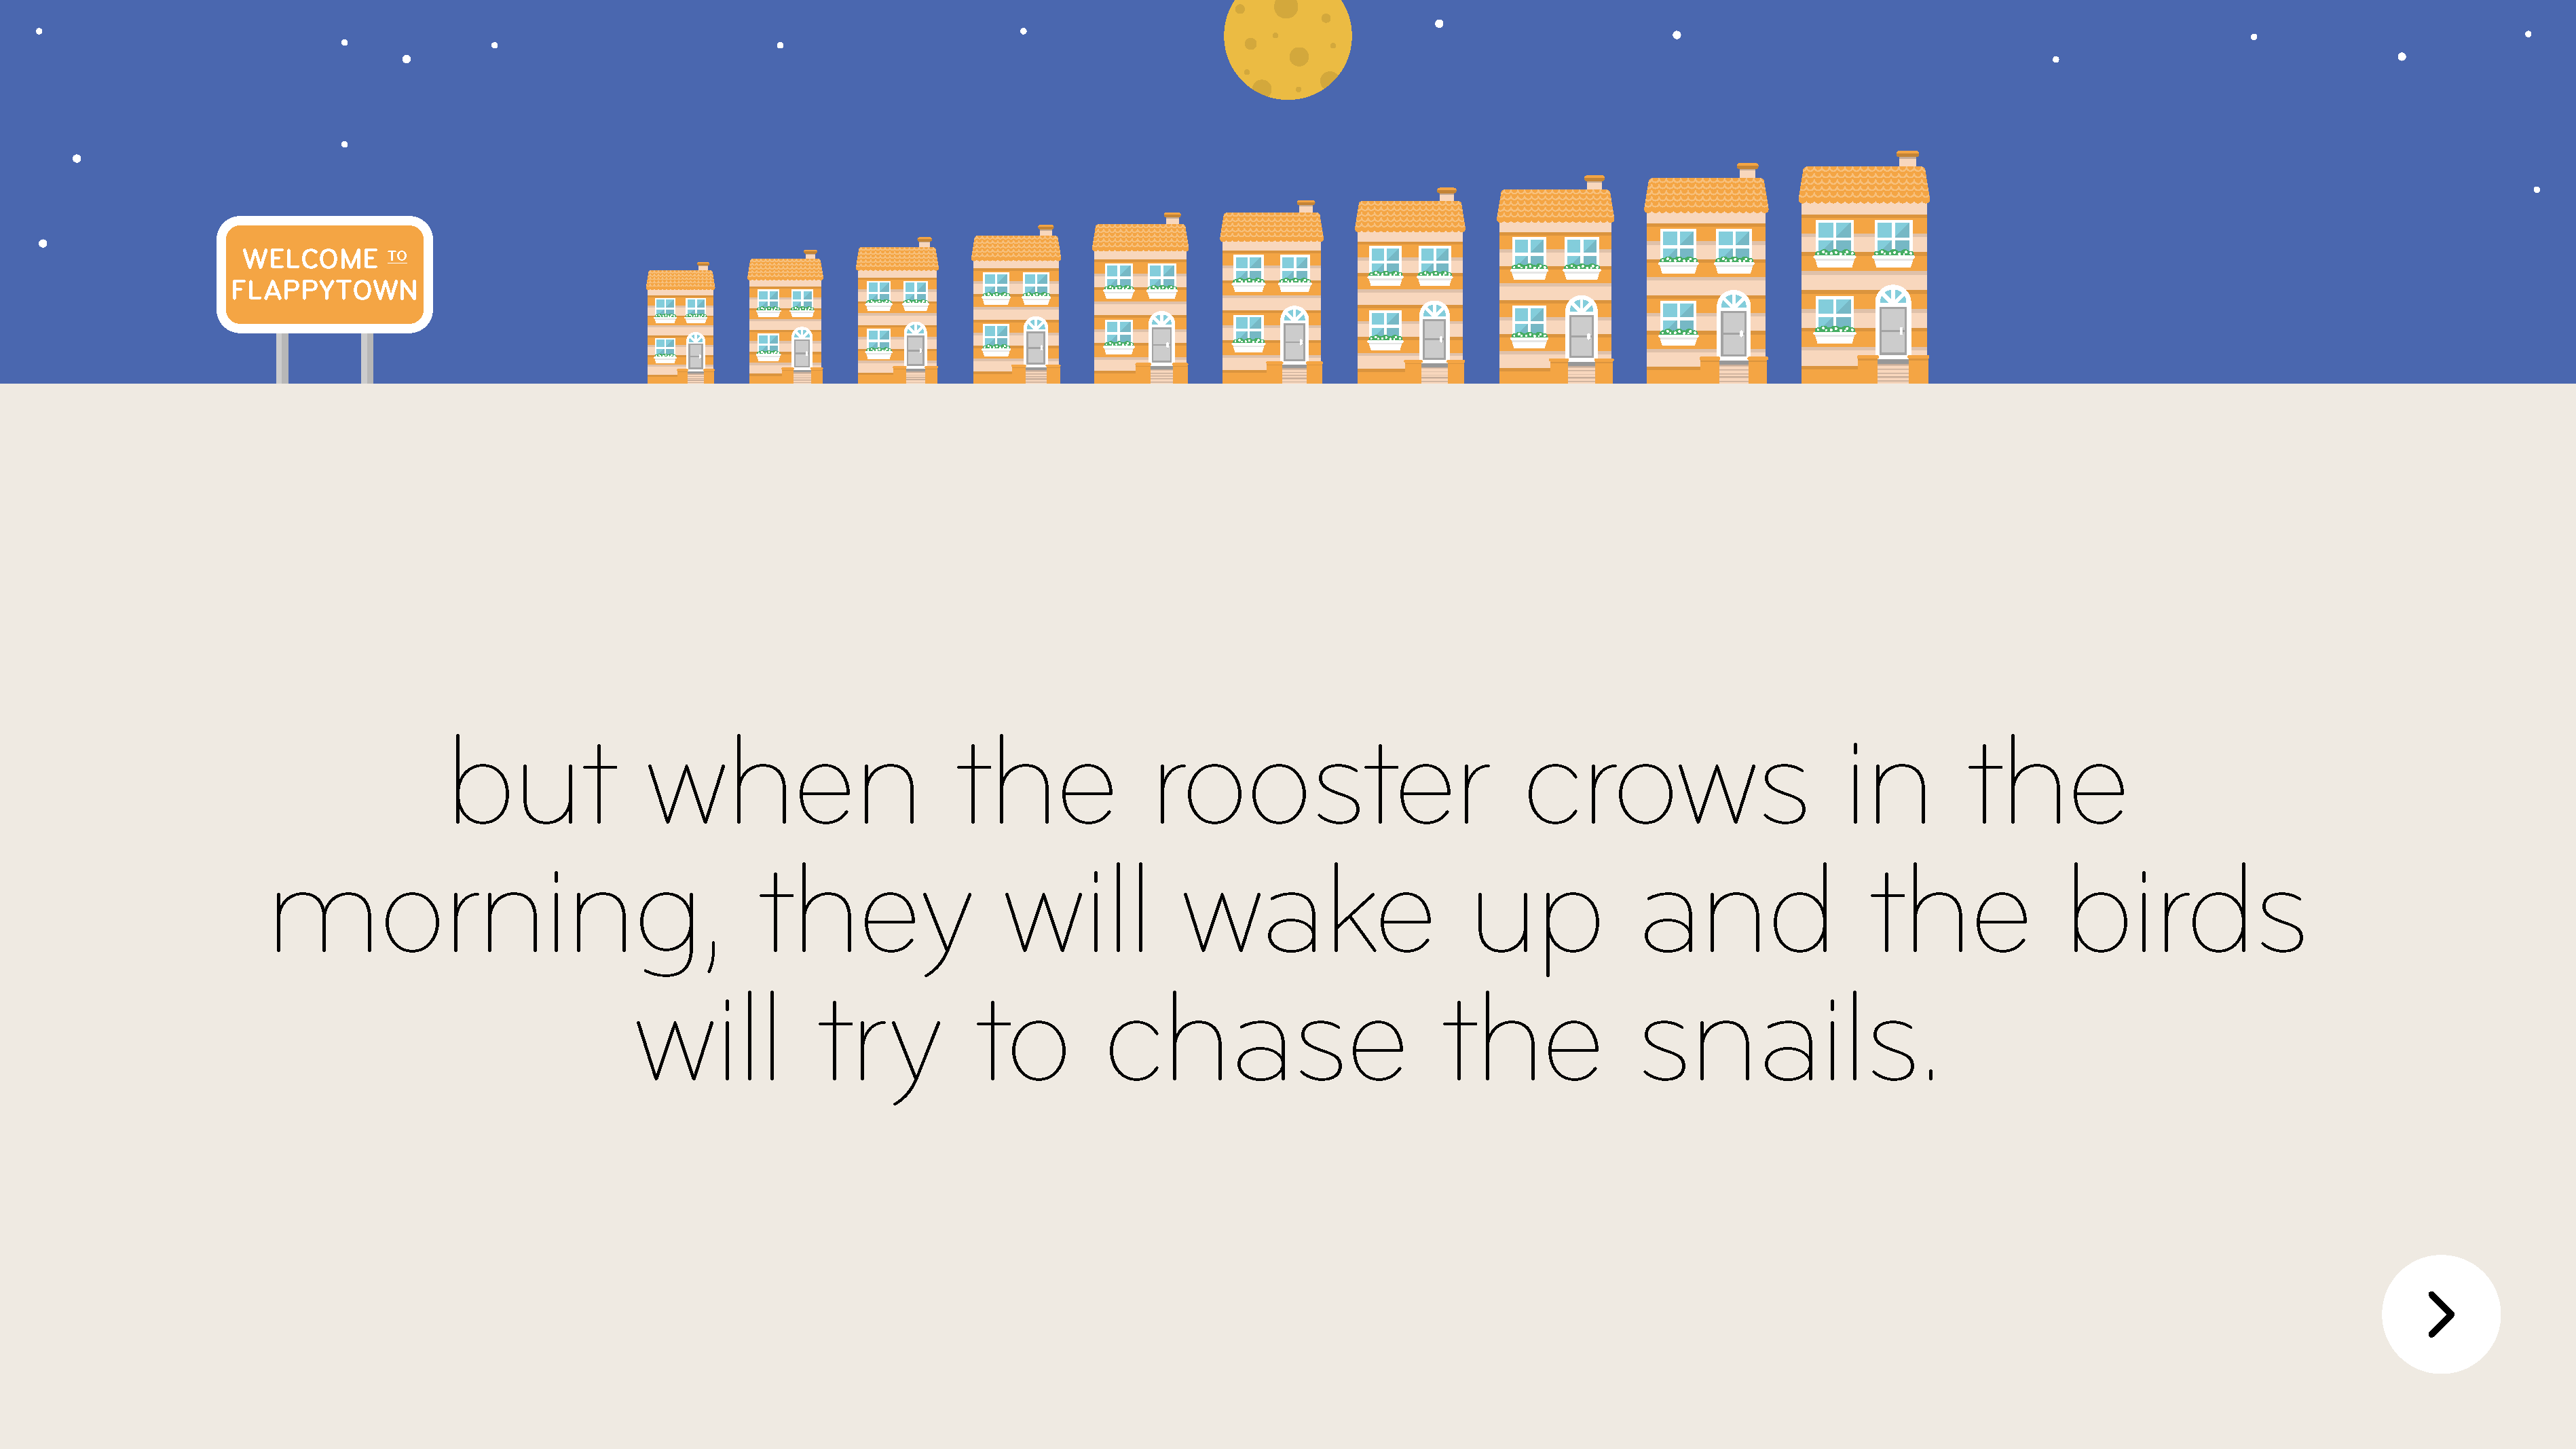 WELCOME TO
FLAPPYTOWN
but when the rooster crows in the
morning, they will wake up and the birds
will try to chase the snails.